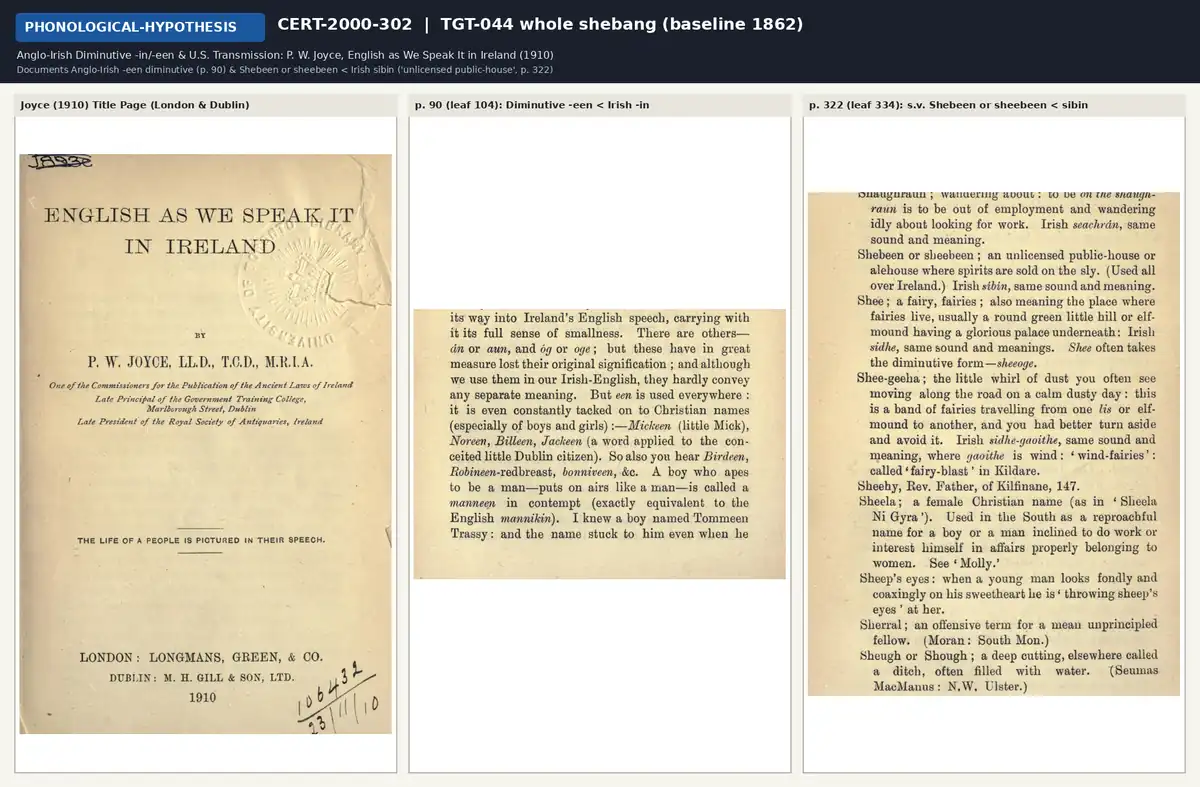 PHONOLOGICAL-HYPOTHESIS
CERT-2000-302 | TGT-044 whole shebang (baseline 1862)
Anglo-Irish Diminutive -in/-een & U.S. Transmission: P. W. Joyce, English as We Speak It in Ireland (1910)
Documents Anglo-Irish -een diminutive (p. 90) & Shebeen or sheebeen < Irish sibin ('unlicensed public-house', p. 322)
Joyce (1910) Title Page (London & Dublin)
ENGLISH AS WE SPEAK IT
IN IRELAND
BY
P. W. JOYCE, LL.D., T.C.D., M.R.I.A.
One of the Commissioners for the Publication of the Ancient Laws of Ireland
Late Principal of the Government Training College,
Marlborough Street, Dublin
Late President of the Royal Society of Antiquaries, Ireland
THE LIFE OF A PEOPLE IS PICTURED IN THEIR SPEECH.
LONDON: LONGMANS, GREEN, & CO.
DUBLIN: M. H. GILL & SON, LTD.
1910
106432
23/11/10
p. 90 (leaf 104): Diminutive -een < Irish -in
its way into Ireland's English speech, carrying with
it its full sense of smallness. There are others—
án or aun, and óg or oge; but these have in great
measure lost their original signification; and although
we use them in our Irish-English, they hardly convey
any separate meaning. But een is used everywhere:
it is even constantly tacked on to Christian names
(especially of boys and girls):—Mickeen (little Mick),
Noreen, Billeen, Jackeen (a word applied to the con-
ceited little Dublin citizen). So also you hear Birdeen,
Robineen-redbreast, bonniveen, &c. A boy who apes
to be a man—puts on airs like a man—is called a
manneen in contempt (exactly equivalent to the
English mannikin). I knew a boy named Tommeen
Trassy: and the name stuck to him even when he
p. 322 (leaf 334): s.v. Shebeen or sheebeen < sibin
Shaughraun; wandering about: to be on the shaugh-
raun is to be out of employment and wandering
idly about looking for work. Irish seachrán, same
sound and meaning.
Shebeen or sheebeen; an unlicensed public-house or
alehouse where spirits are sold on the sly. (Used all
over Ireland.) Irish síbín, same sound and meaning.
Shee; a fairy, fairies; also meaning the place where
fairies live, usually a round green little hill or elf-
mound having a glorious palace underneath: Irish
sidhe, same sound and meanings. Shee often takes
the diminutive form—sheeoge.
Shee-geeha; the little whirl of dust you often see
moving along the road on a calm dusty day: this
is a band of fairies travelling from one lis or elf-
mound to another, and you had better turn aside
and avoid it. Irish sidhe-gaoithe, same sound and
meaning, where gaoithe is wind: 'wind-fairies':
called 'fairy-blast' in Kildare.
Sheehy, Rev. Father, of Kilfinane, 147.
Sheela; a female Christian name (as in 'Sheela
Ni Gyra'). Used in the South as a reproachful
name for a boy or a man inclined to do work or
interest himself in affairs properly belonging to
women. See 'Molly.'
Sheep's eyes: when a young man looks fondly and
coaxingly on his sweetheart he is 'throwing sheep's
eyes' at her.
Sherral; an offensive term for a mean unprincipled
fellow. (Moran: South Mon.)
Sheugh or Shough; a deep cutting, elsewhere called
a ditch, often filled with water. (Seumas
MacManus: N.W. Ulster.)